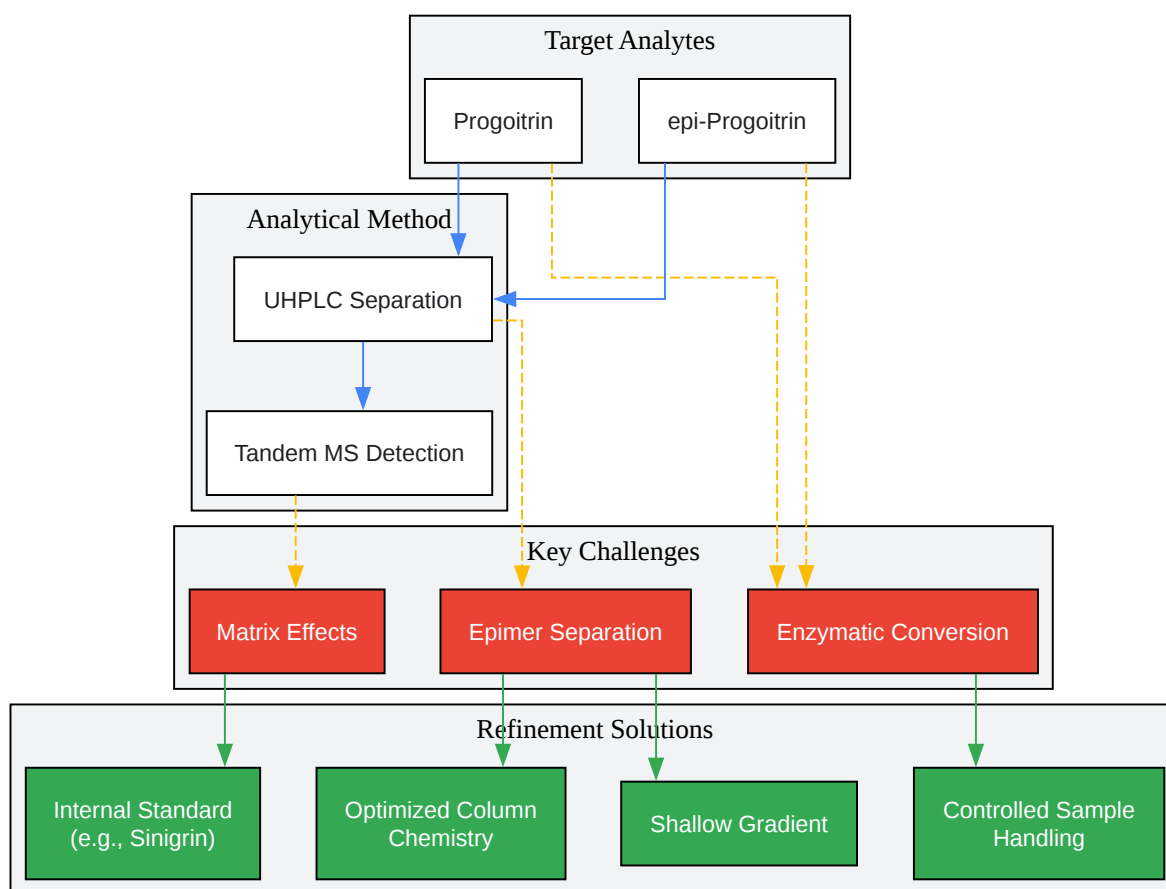 Target Analytes
Progoitrin
epi-Progoitrin
Analytical Method
UHPLC Separation
Tandem MS Detection
Key Challenges
Matrix Effects
Epimer Separation
Enzymatic Conversion
Refinement Solutions
Internal Standard
(e.g., Sinigrin)
Optimized Column
Chemistry
Shallow Gradient
Controlled Sample
Handling